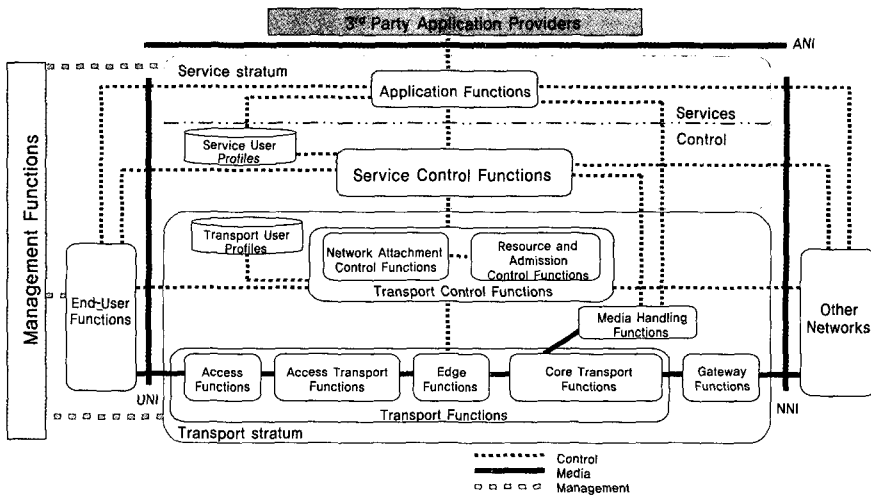 3rd Party Application Providers
ANI
Service stratum
Application Functions
Services
Control
Service User
Profiles
Service Control Functions
Management Functions
Transport User
Profiles
Network Attachment
Control Functions
Resource and
Admission
Control Functions
Transport Control Functions
End-User
Functions
Other
Networks
Media Handling
Functions
Access
Functions
Access Transport
Functions
Edge
Functions
Core Transport
Functions
Gateway
Functions
UNI
NNI
Transport Functions
Transport stratum
Control
Media
Management